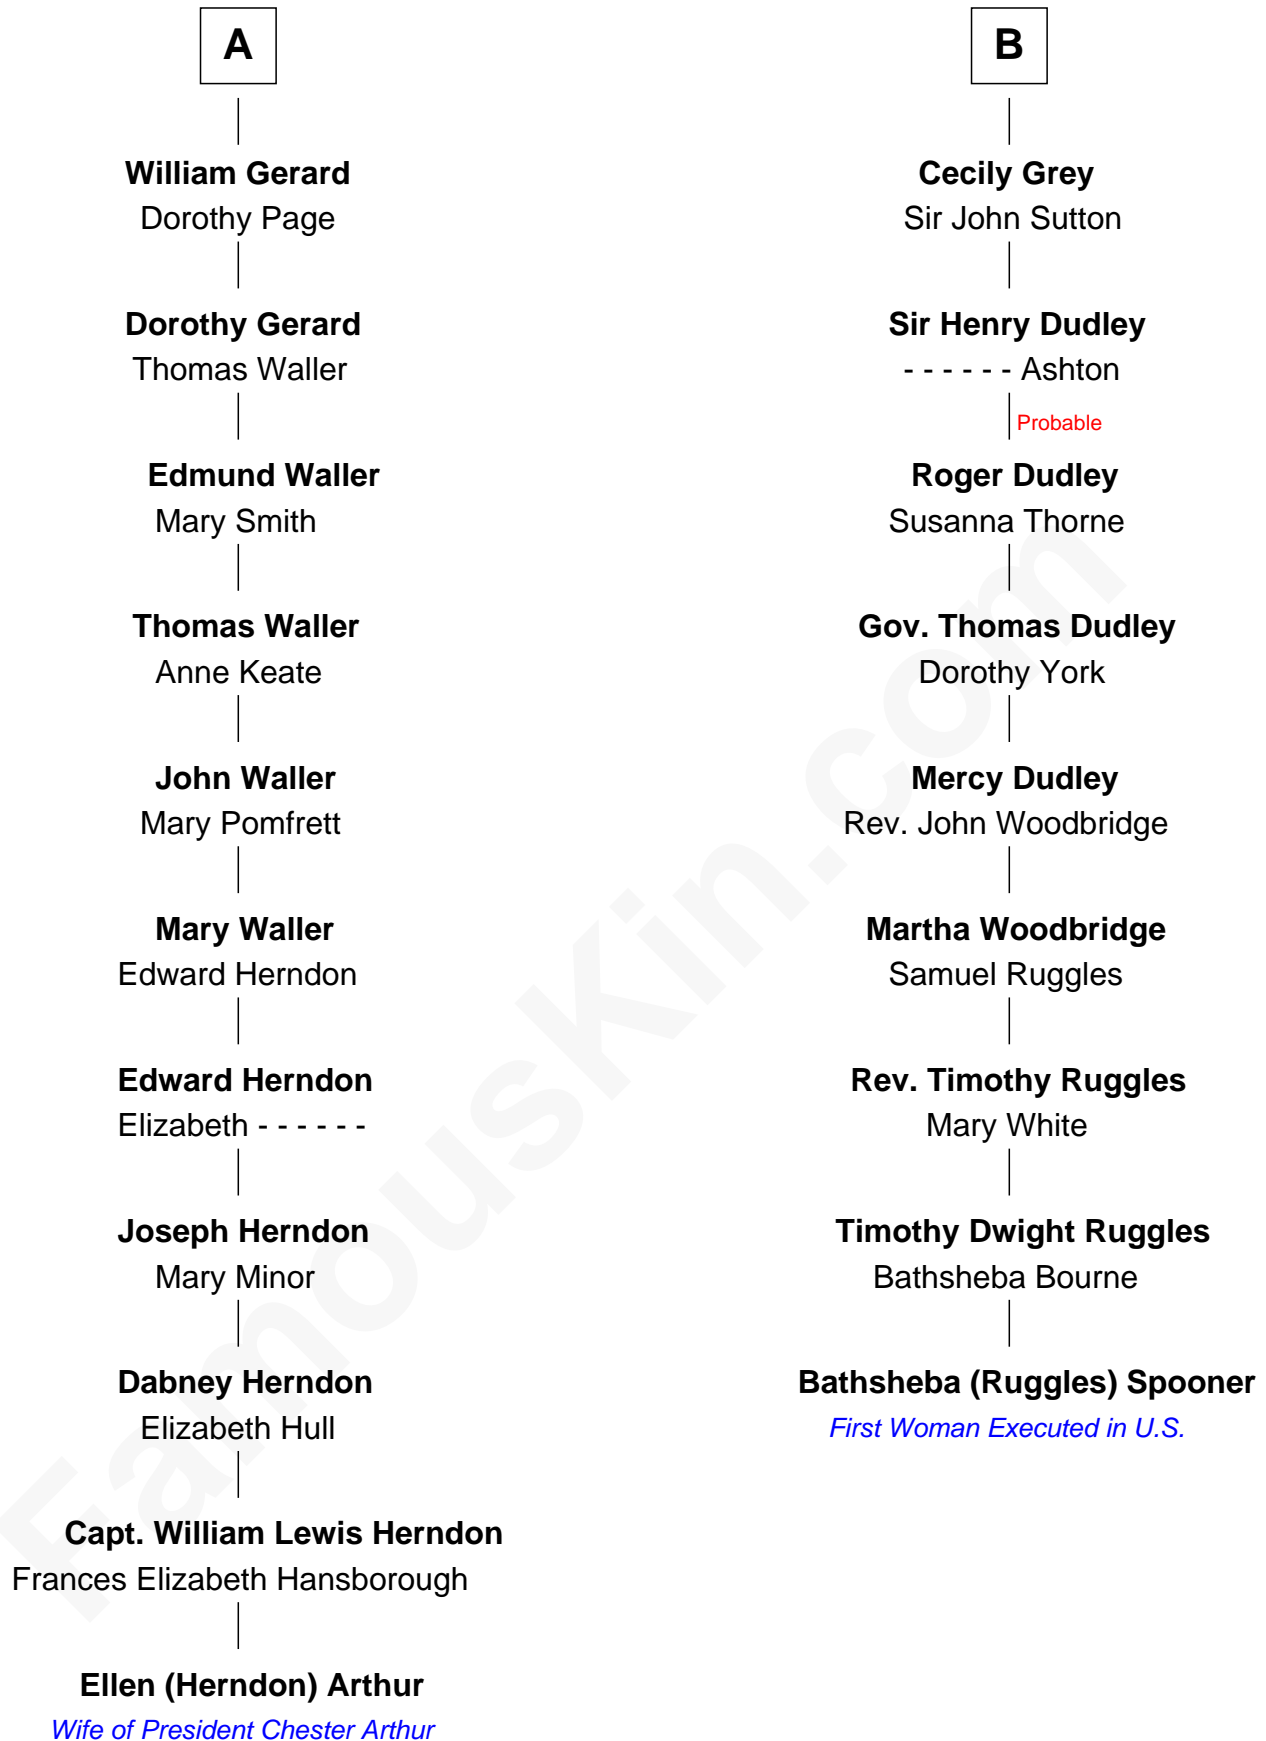 A
William Gerard
Dorothy Page
Dorothy Gerard
Thomas Waller
Edmund Waller
Mary Smith
Thomas Waller
Anne Keate
John Waller
Mary Pomfrett
Mary Waller
Edward Herndon
Edward Herndon
Elizabeth - - - - - -
Joseph Herndon
Mary Minor
Dabney Herndon
Elizabeth Hull
Capt. William Lewis Herndon
Frances Elizabeth Hansborough
Ellen (Herndon) Arthur
Wife of President Chester Arthur
B
Cecily Grey
Sir John Sutton
Sir Henry Dudley
- - - - - - Ashton
Probable
Roger Dudley
Susanna Thorne
Gov. Thomas Dudley
Dorothy York
Mercy Dudley
Rev. John Woodbridge
Martha Woodbridge
Samuel Ruggles
Rev. Timothy Ruggles
Mary White
Timothy Dwight Ruggles
Bathsheba Bourne
Bathsheba (Ruggles) Spooner
First Woman Executed in U.S.
FamousKin.com